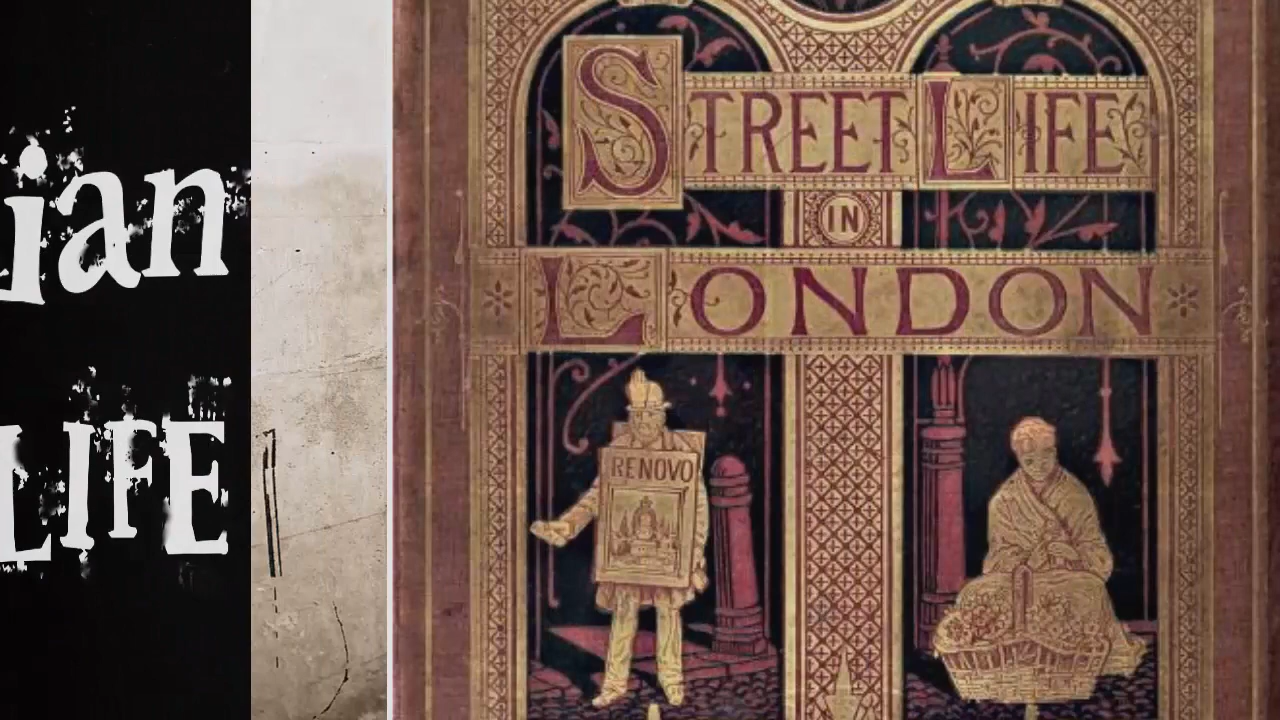 ian
LIFE
STREET LIFE
IN
LONDON
RENOVO